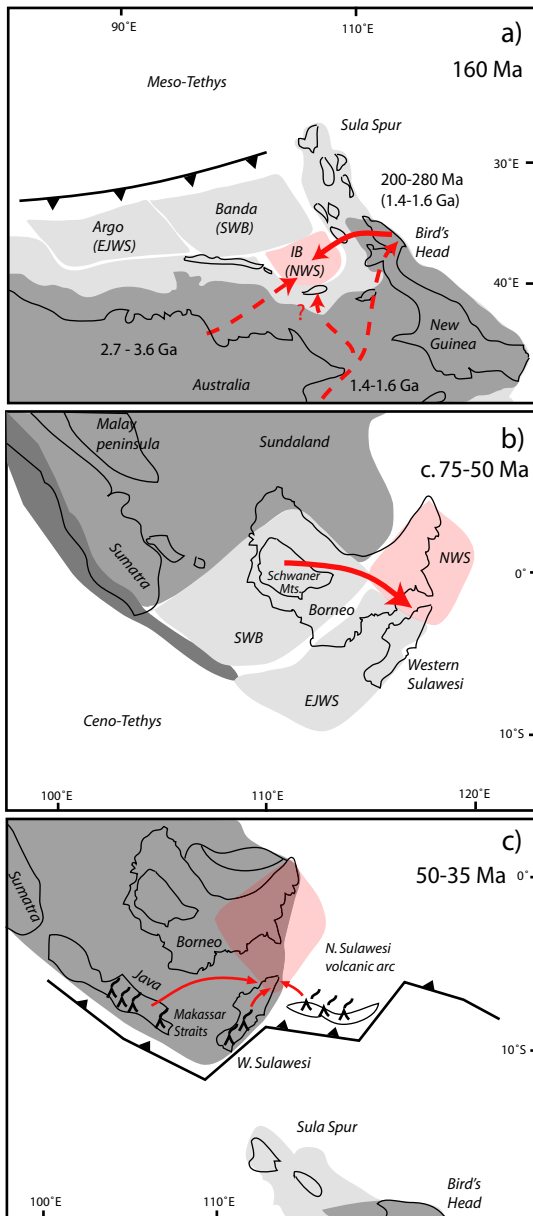 90˚E
110˚E
a)
160 Ma
Meso-Tethys
Sula Spur
30˚E
200-280 Ma
(1.4-1.6 Ga)
Banda
(SWB)
Argo
(EJWS)
IB
(NWS)
Bird's
Head
40˚E
?
New
Guinea
2.7 - 3.6 Ga
1.4-1.6 Ga
Australia
b)
c. 75-50 Ma
Malay
peninsula
Sundaland
NWS
Sumatra
Schwaner
Mts.
0˚
Borneo
SWB
Western
Sulawesi
EJWS
Ceno-Tethys
10˚S
100˚E
110˚E
120˚E
c)
50-35 Ma
0˚
Sumatra
Borneo
N. Sulawesi
volcanic arc
Java
Makassar
Straits
10˚S
W. Sulawesi
Sula Spur
Bird's
Head
100˚E
110˚E